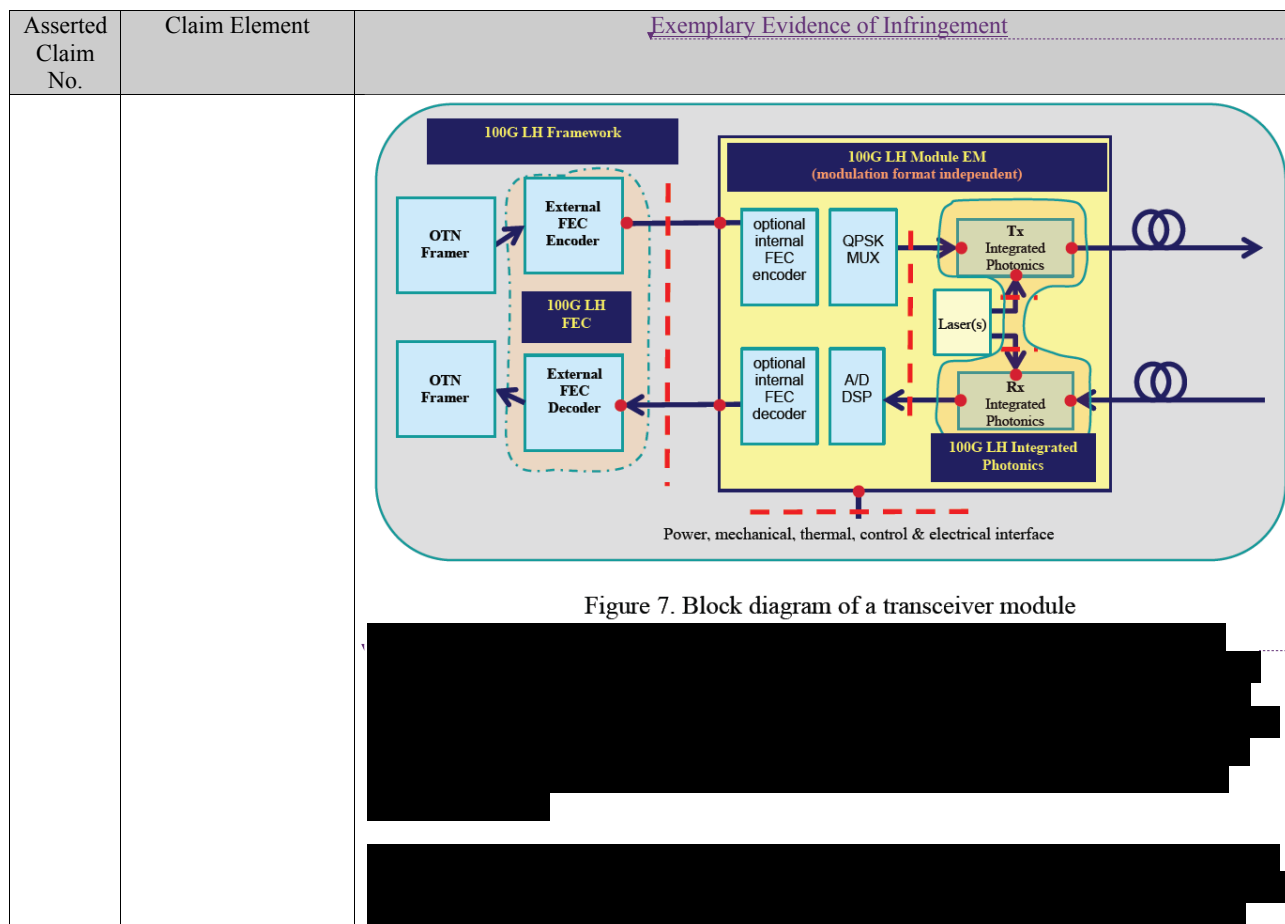 Asserted
Claim
No.
Claim Element
Exemplary Evidence of Infringement
100G LH Framework
100G LH Module EM
(modulation format independent)
OTN
Framer
External
FEC
Encoder
optional
internal
FEC
encoder
QPSK
MUX
Tx
Integrated
Photonics
100G LH
FEC
Laser(s)
OTN
Framer
External
FEC
Decoder
optional
internal
FEC
decoder
A/D
DSP
Rx
Integrated
Photonics
100G LH Integrated
Photonics
Power, mechanical, thermal, control & electrical interface
Figure 7. Block diagram of a transceiver module